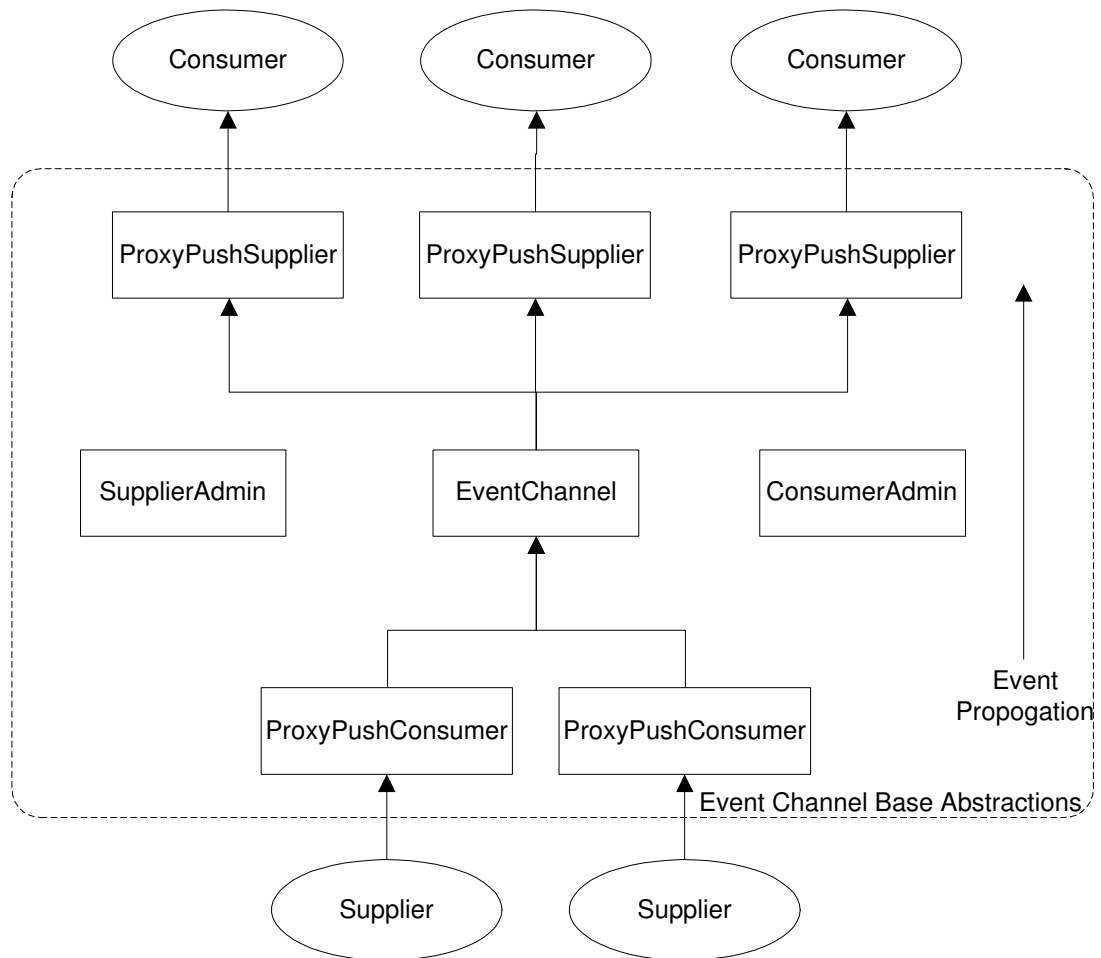 Consumer
Consumer
Consumer
ProxyPushSupplier
ProxyPushSupplier
ProxyPushSupplier
SupplierAdmin
EventChannel
ConsumerAdmin
Event
Propogation
ProxyPushConsumer
ProxyPushConsumer
Event Channel Base Abstractions
Supplier
Supplier